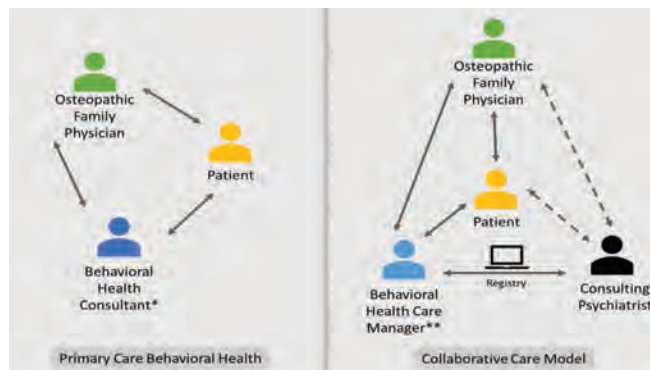 Osteopathic
Family
Physician
Patient
Behavioral
Health
Consultant*
Primary Care Behavioral Health
Osteopathic
Family
Physician
Patient
Behavioral
Health Care
Manager**
Registry
Consulting
Psychiatrist
Collaborative Care Model